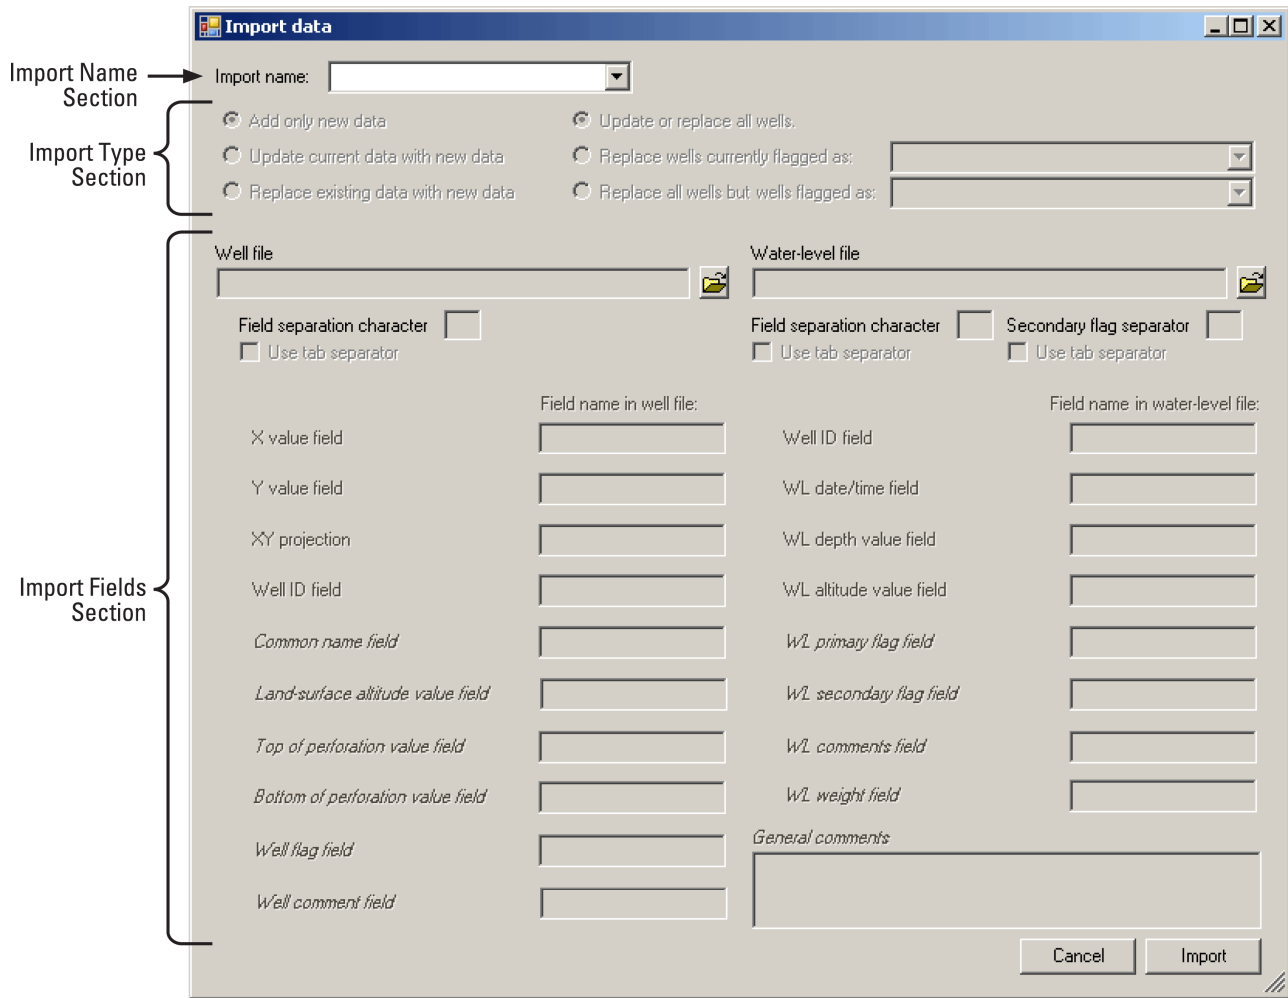 Import data
Import Name
Section
Import name:
Import Type
Section
Add only new data
Update or replace all wells.
Update current data with new data
Replace wells currently flagged as:
Replace existing data with new data
Replace all wells but wells flagged as:
Import Fields
Section
Well file
Field separation character
Use tab separator
Field name in well file:
X value field
Y value field
XY projection
Well ID field
Common name field
Land-surface altitude value field
Top of perforation value field
Bottom of perforation value field
Well flag field
Well comment field
Water-level file
Field separation character
Secondary flag separator
Use tab separator
Use tab separator
Field name in water-level file:
Well ID field
WL date/time field
WL depth value field
WL altitude value field
WL primary flag field
WL secondary flag field
WL comments field
WL weight field
General comments
Cancel
Import